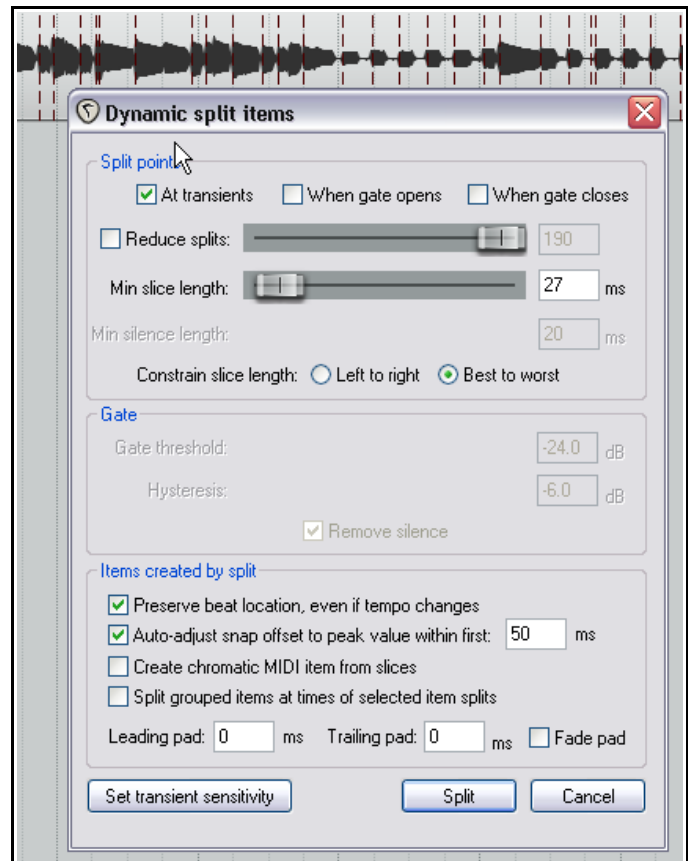 Dynamic split items
Split point
At transients When gate opens When gate closes
Reduce splits: 190
Min slice length: 27 ms
Min silence length: 20 ms
Constrain slice length: Left to right Best to worst
Gate
Gate threshold: -24.0 dB
Hysteresis: -6.0 dB
Remove silence
Items created by split
Preserve beat location, even if tempo changes
Auto-adjust snap offset to peak value within first: 50 ms
Create chromatic MIDI item from slices
Split grouped items at times of selected item splits
Leading pad: 0 ms Trailing pad: 0 ms Fade pad
Set transient sensitivity Split Cancel